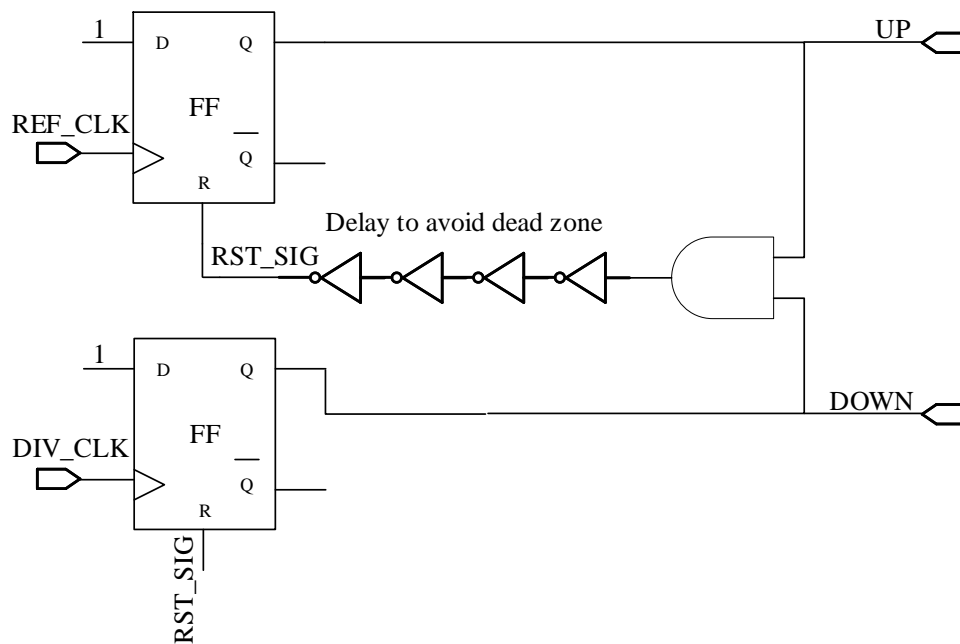 1
D
Q
UP
FF
REF_CLK
Q
R
Delay to avoid dead zone
RST_SIG
1
D
Q
DOWN
FF
DIV_CLK
Q
R
RST_SIG